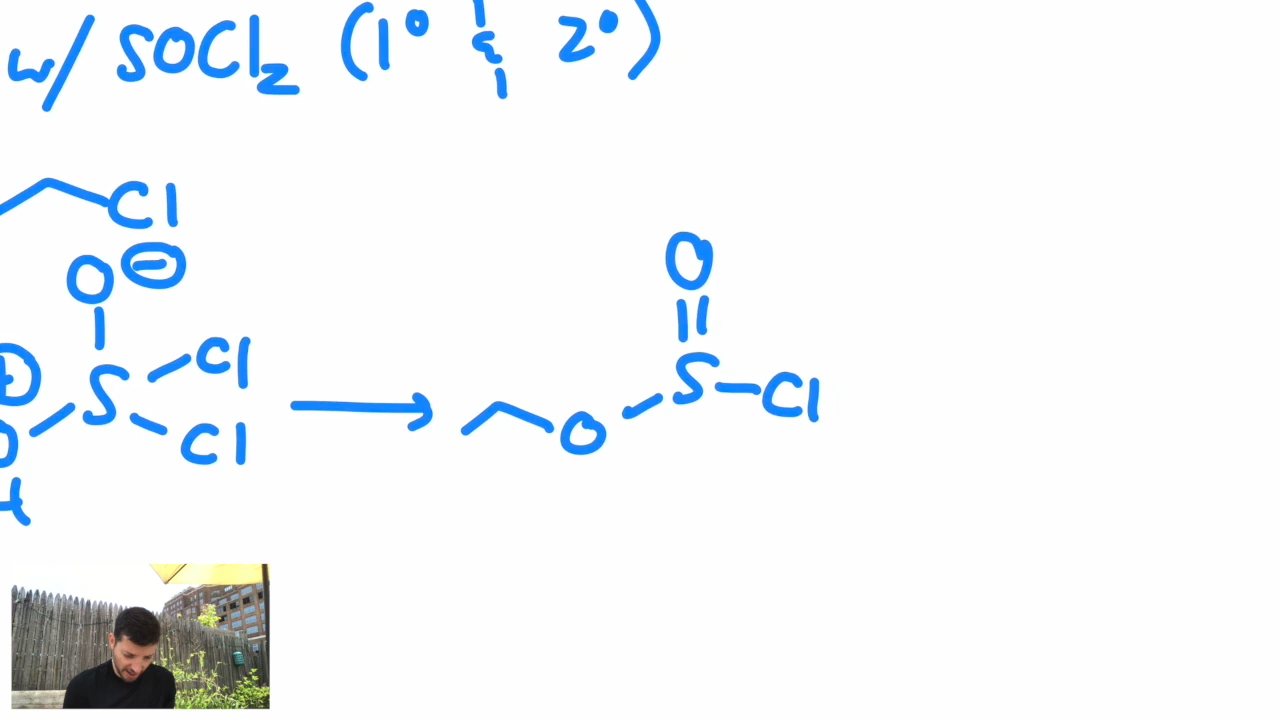 w/ SOCl2 (1° & 2°)
Cl
O ⊖
O
S Cl
⊕
Cl
S Cl
O
O
H